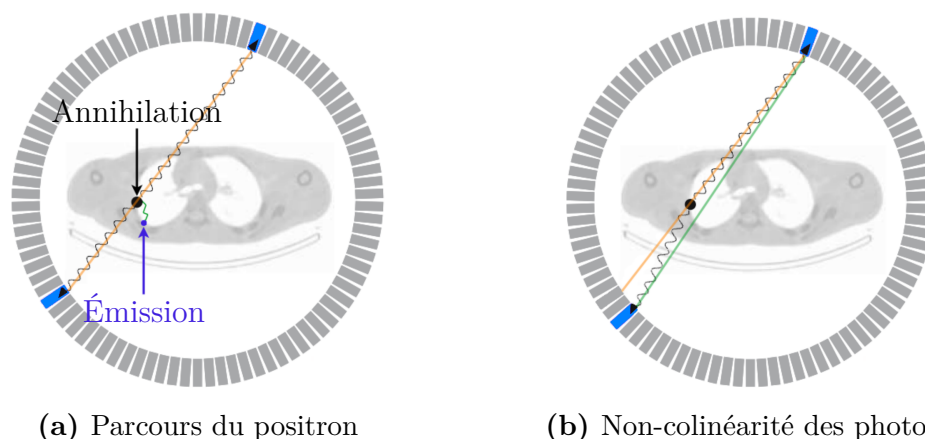 Annihilation
Émission
(a) Parcours du positron
(b) Non-colinéarité des photo